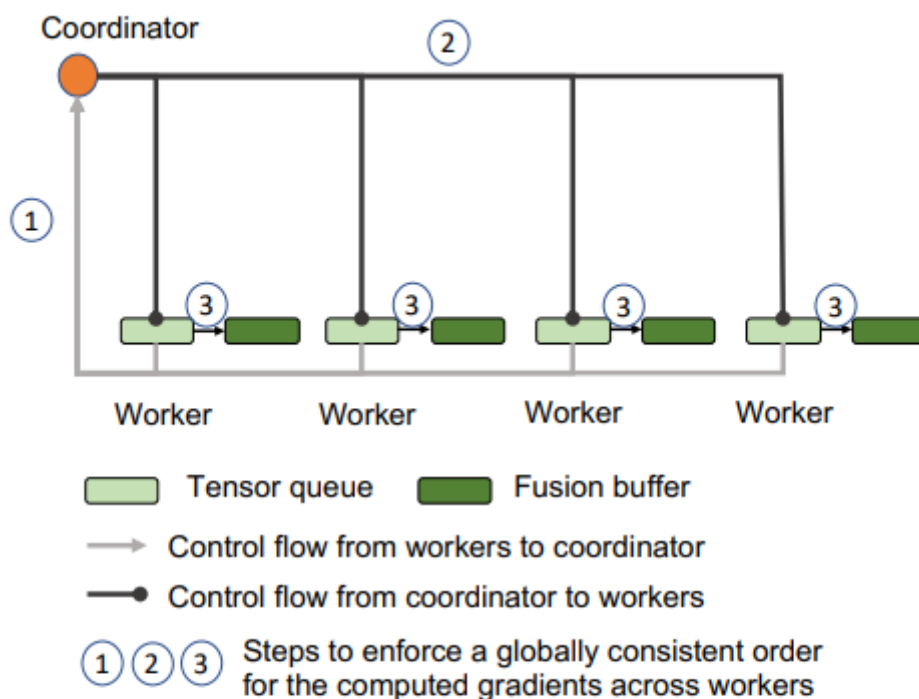 Coordinator
2
1
3 3 3 3
Worker Worker Worker Worker
Tensor queue Fusion buffer
Control flow from workers to coordinator
Control flow from coordinator to workers
1 2 3 Steps to enforce a globally consistent order
for the computed gradients across workers